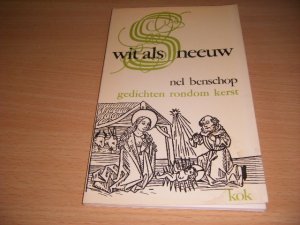 wit als Sneeuw
nel benschop
gedichten rondom kerst
kok